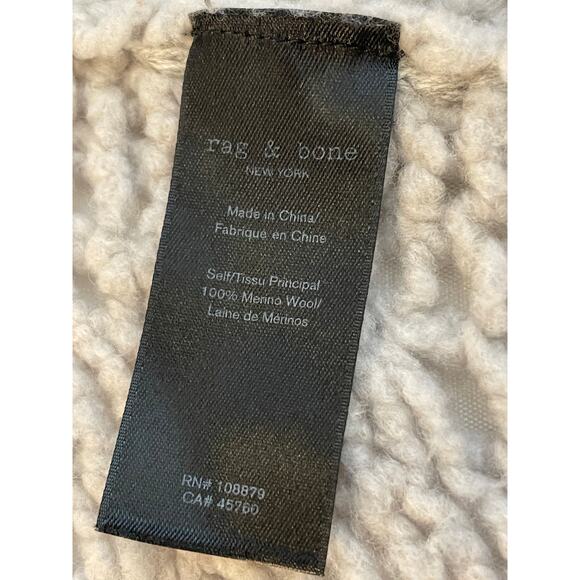 rag & bone
NEW YORK
Made in China/
Fabrique en Chine
Self/Tissu Principal
100% Merino Wool/
Laine de Mérinos
RN# 108879
CA# 45760